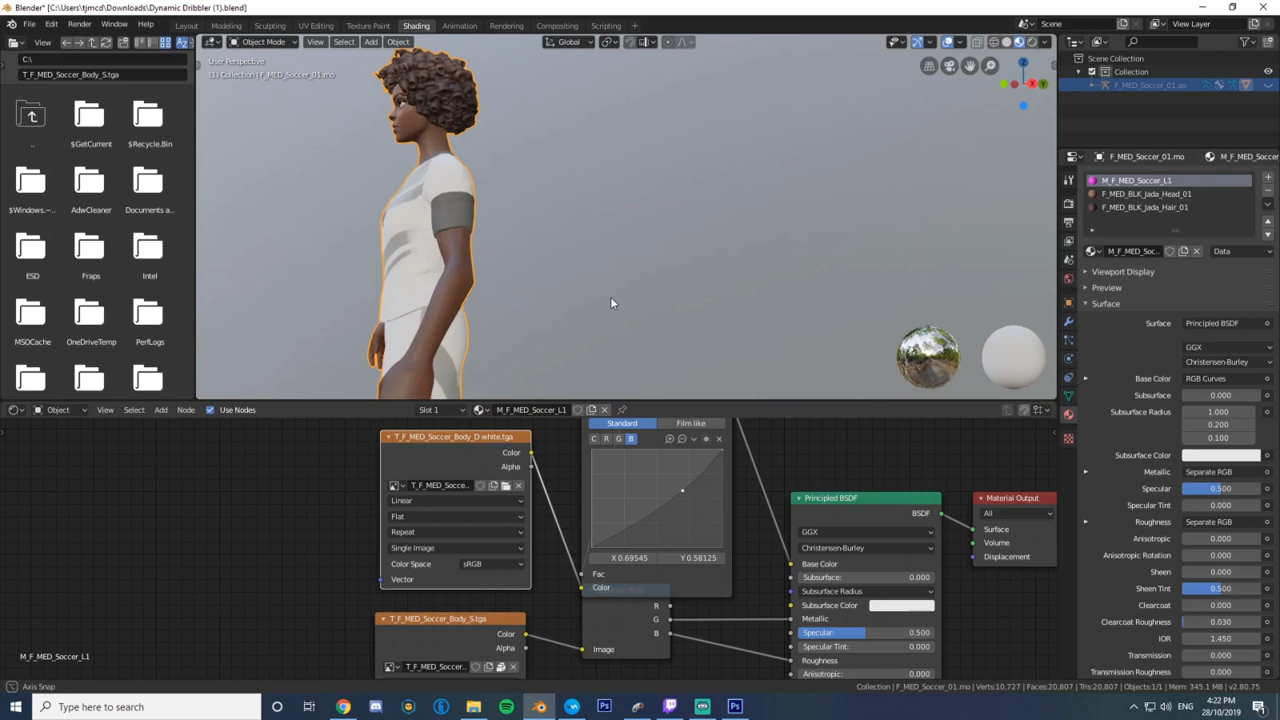 Blender* [C:\Users\tjmcd\Downloads\Dynamic Dribbler (1).blend]
File Edit Render Window Help Layout Modeling Sculpting UV Editing Texture Paint Shading Animation Rendering Compositing Scripting Scene View Layer
View Object Mode View Select Add Object Global
C:\
T_F_MED_Soccer_Body_S.tga
User Perspective
(1) Collection | F_MED_Soccer_01.mo
..
$GetCurrent
$Recycle.Bin
$Windows.~...
AdwCleaner
Documents a...
ESD
Fraps
Intel
MSOCache
OneDriveTemp
PerfLogs
Scene Collection
Collection
F_MED_Soccer_01.ao
F_MED_Soccer_01.mo M_F_MED_Soccer...
M_F_MED_Soccer_L1
F_MED_BLK_Jada_Head_01
F_MED_BLK_Jada_Hair_01
M_F_MED_Soc... Data
Viewport Display
Preview
Surface
Surface Principled BSDF
GGX
Christensen-Burley
Base Color RGB Curves
Subsurface 0.000
Subsurface Radius 1.000
0.200
0.100
Subsurface Color
Metallic Separate RGB
Specular 0.500
Specular Tint 0.000
Roughness Separate RGB
Anisotropic 0.000
Anisotropic Rotation 0.000
Sheen 0.000
Sheen Tint 0.500
Clearcoat 0.000
Clearcoat Roughness 0.030
IOR 1.450
Transmission 0.000
Transmission Roughness 0.000
Object View Select Add Node Use Nodes Slot 1 M_F_MED_Soccer_L1
T_F_MED_Soccer_Body_D white.tga
Color
Alpha
T_F_MED_Socce...
Linear
Flat
Repeat
Single Image
Color Space sRGB
Vector
T_F_MED_Soccer_Body_S.tga
Color
Alpha
T_F_MED_Soccer...
Standard Film like
C R G B
X 0.69545 Y 0.58125
Fac
Color
R
G
B
Image
Principled BSDF
BSDF
GGX
Christensen-Burley
Base Color
Subsurface: 0.000
Subsurface Radius
Subsurface Color
Metallic
Specular: 0.500
Specular Tint: 0.000
Roughness
Anisotropic: 0.000
Material Output
All
Surface
Volume
Displacement
M_F_MED_Soccer_L1
Axis Snap
Collection | F_MED_Soccer_01.mo | Verts:10,727 | Faces:20,807 | Tris:20,807 | Objects:1/1 | Mem: 345.1 MB | v2.80.75
Type here to search
4:22 PM
28/10/2019